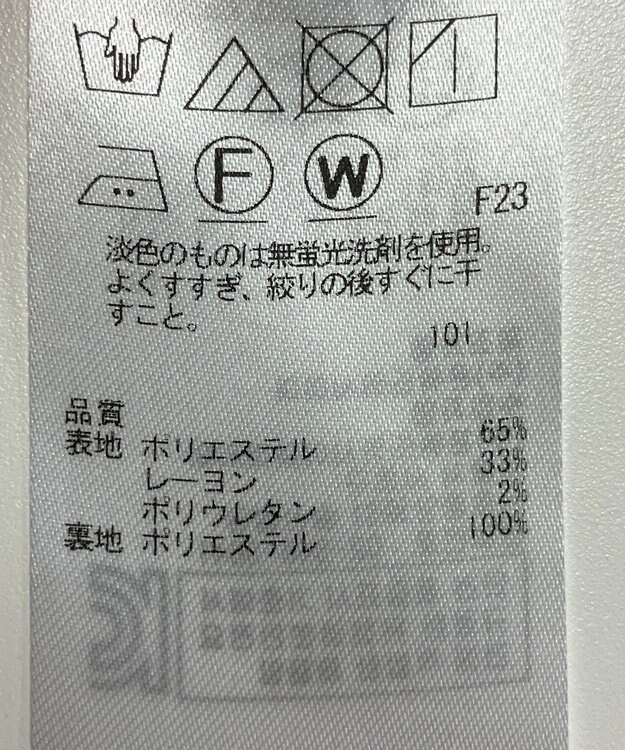 F W F23
淡色のものは無蛍光洗剤を使用。
よくすすぎ、絞りの後すぐに干
すこと。
101
品質
表地 ポリエステル 65%
レーヨン 33%
ポリウレタン 2%
裏地 ポリエステル 100%